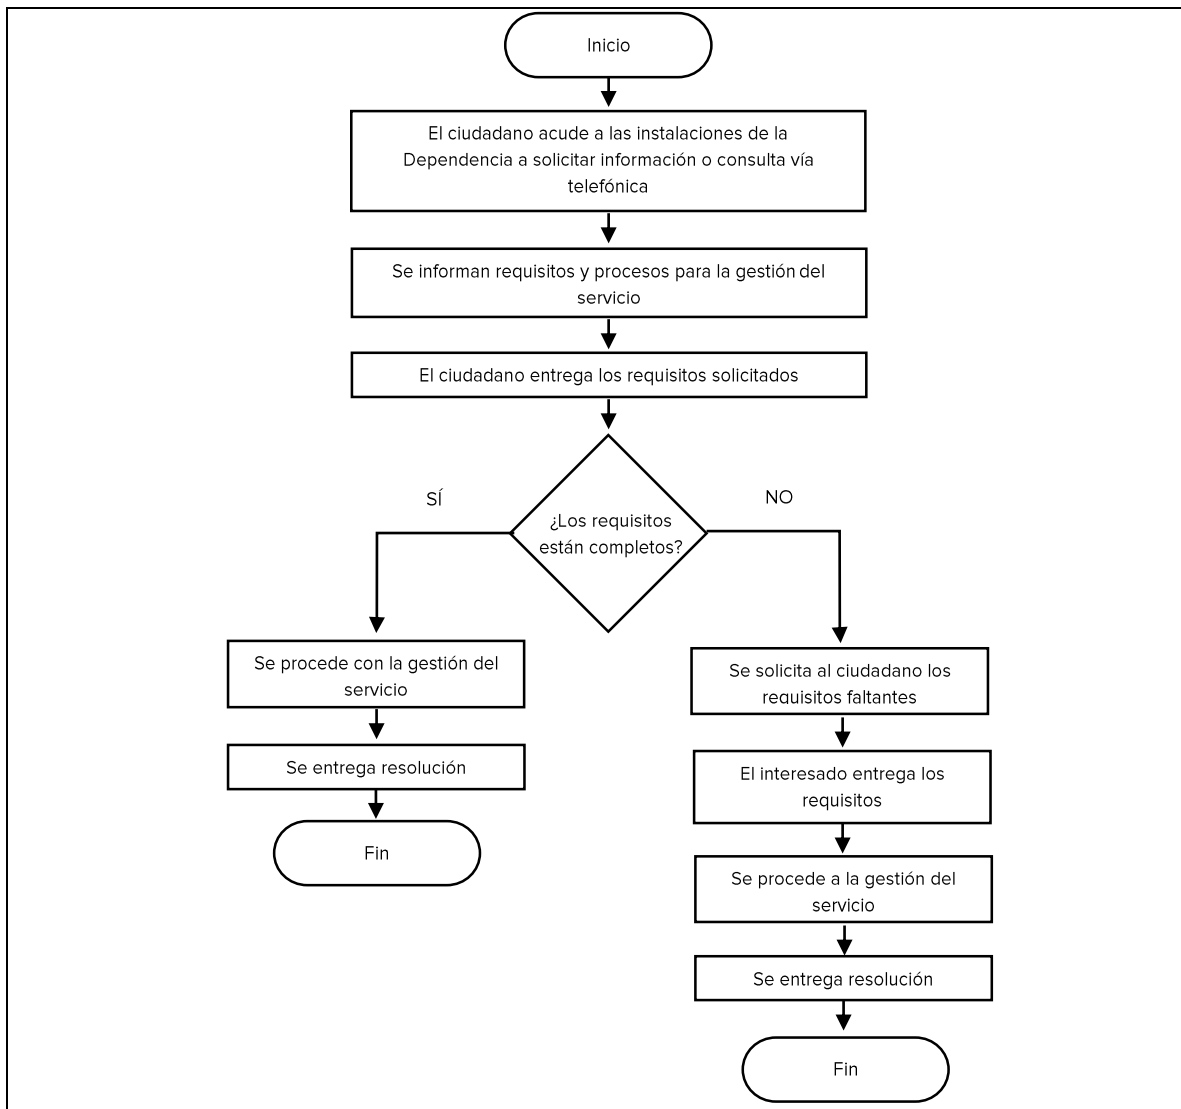 Inicio
El ciudadano acude a las instalaciones de la
Dependencia a solicitar información o consulta vía
telefónica
Se informan requisitos y procesos para la gestión del
servicio
El ciudadano entrega los requisitos solicitados
¿Los requisitos
están completos?
SÍ
Se procede con la gestión del
servicio
Se entrega resolución
Fin
NO
Se solicita al ciudadano los
requisitos faltantes
El interesado entrega los
requisitos
Se procede a la gestión del
servicio
Se entrega resolución
Fin